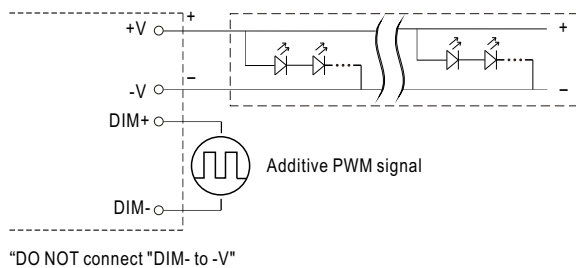 +
+V
+
−
-V
−
DIM+
Additive PWM signal
DIM-
“DO NOT connect "DIM- to -V"